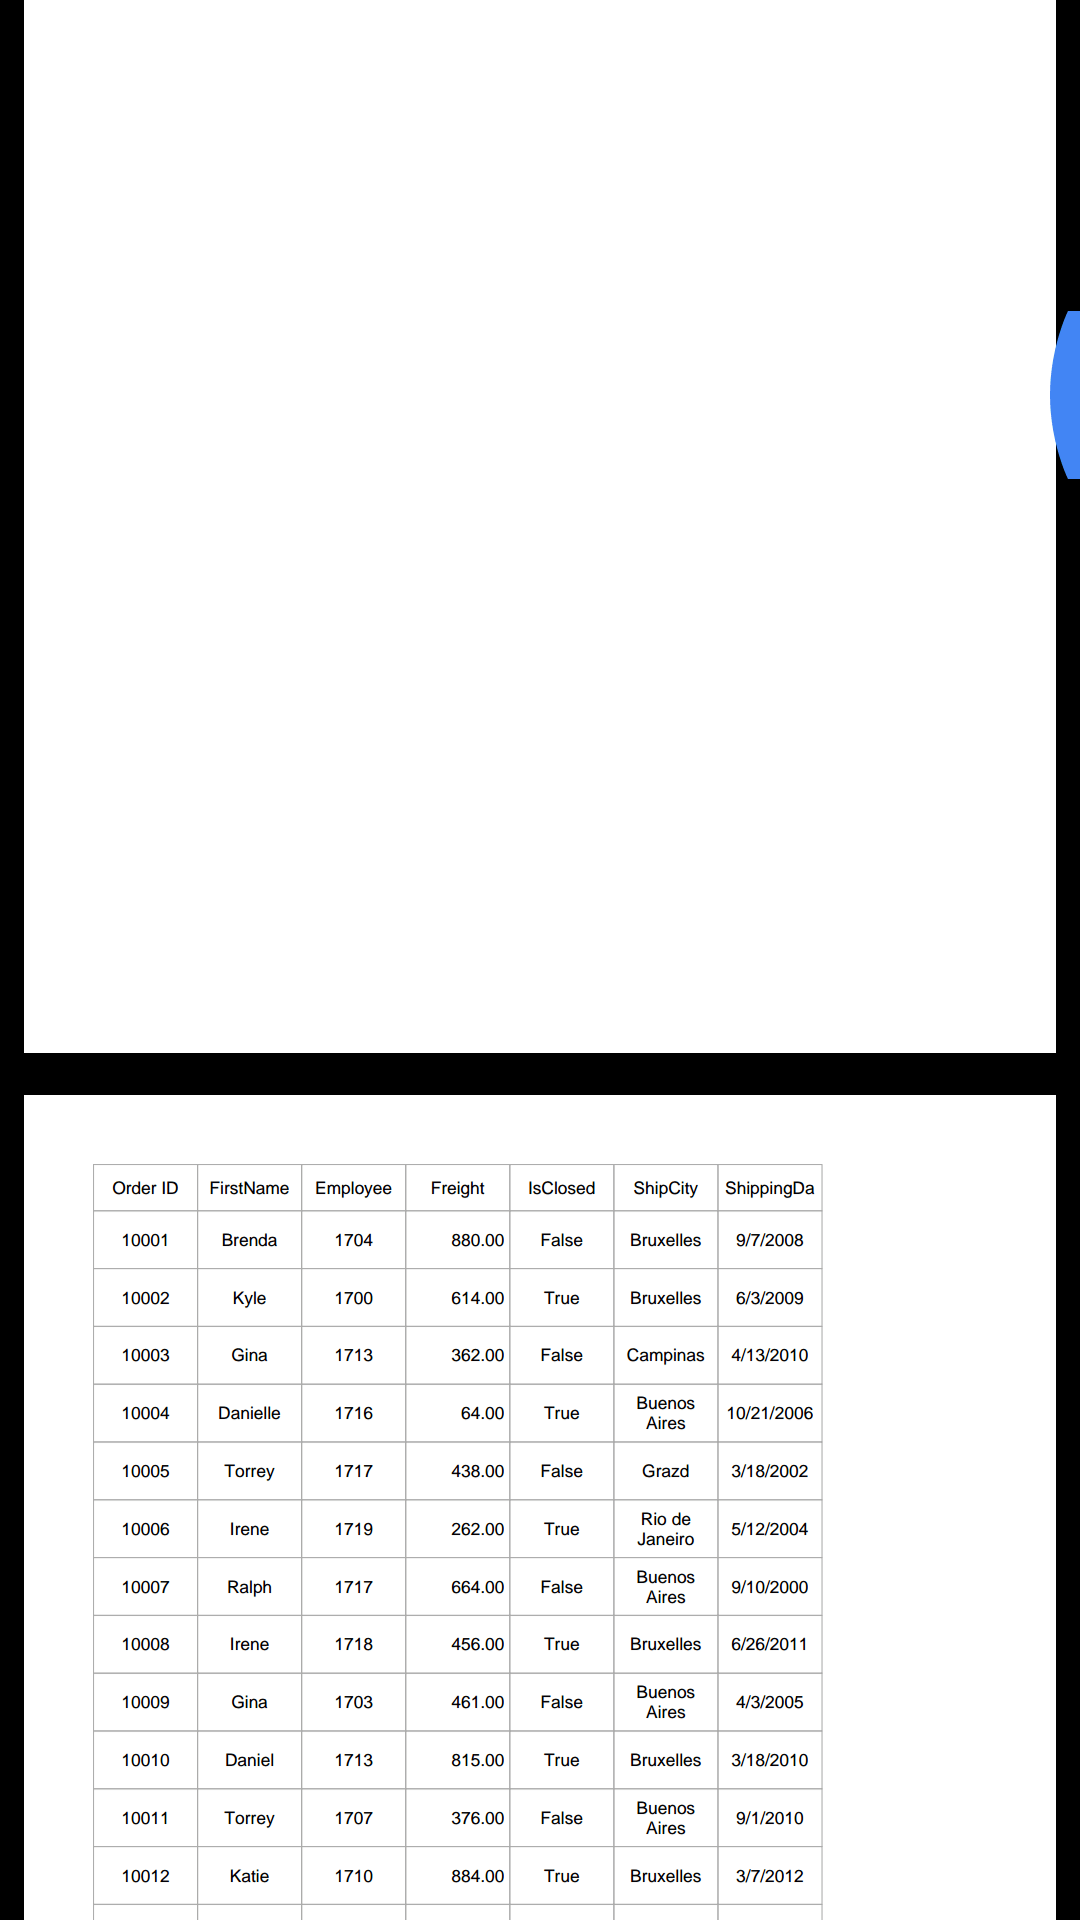 Order ID FirstName Employee Freight IsClosed ShipCity ShippingDa
10001 Brenda 1704 880.00 False Bruxelles 9/7/2008
10002 Kyle 1700 614.00 True Bruxelles 6/3/2009
10003 Gina 1713 362.00 False Campinas 4/13/2010
10004 Danielle 1716 64.00 True Buenos Aires 10/21/2006
10005 Torrey 1717 438.00 False Grazd 3/18/2002
10006 Irene 1719 262.00 True Rio de Janeiro 5/12/2004
10007 Ralph 1717 664.00 False Buenos Aires 9/10/2000
10008 Irene 1718 456.00 True Bruxelles 6/26/2011
10009 Gina 1703 461.00 False Buenos Aires 4/3/2005
10010 Daniel 1713 815.00 True Bruxelles 3/18/2010
10011 Torrey 1707 376.00 False Buenos Aires 9/1/2010
10012 Katie 1710 884.00 True Bruxelles 3/7/2012